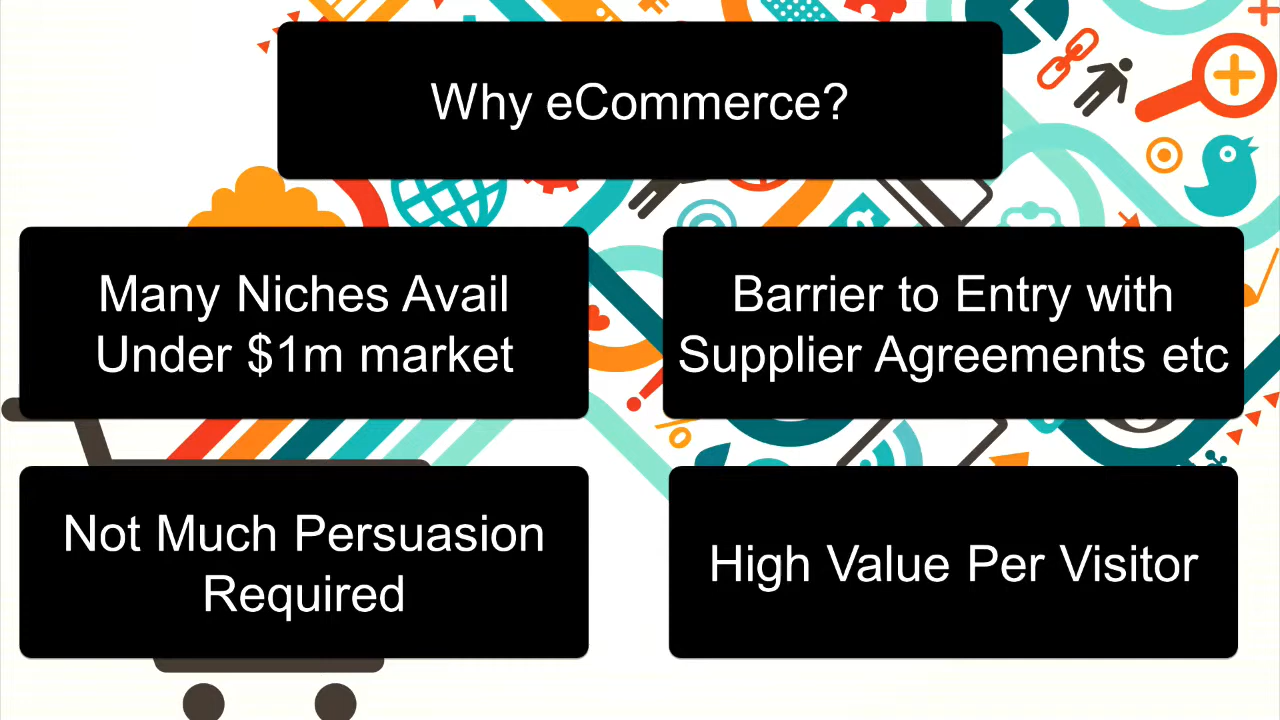 Why eCommerce?
Many Niches Avail
Under $1m market
Barrier to Entry with
Supplier Agreements etc
Not Much Persuasion
Required
High Value Per Visitor